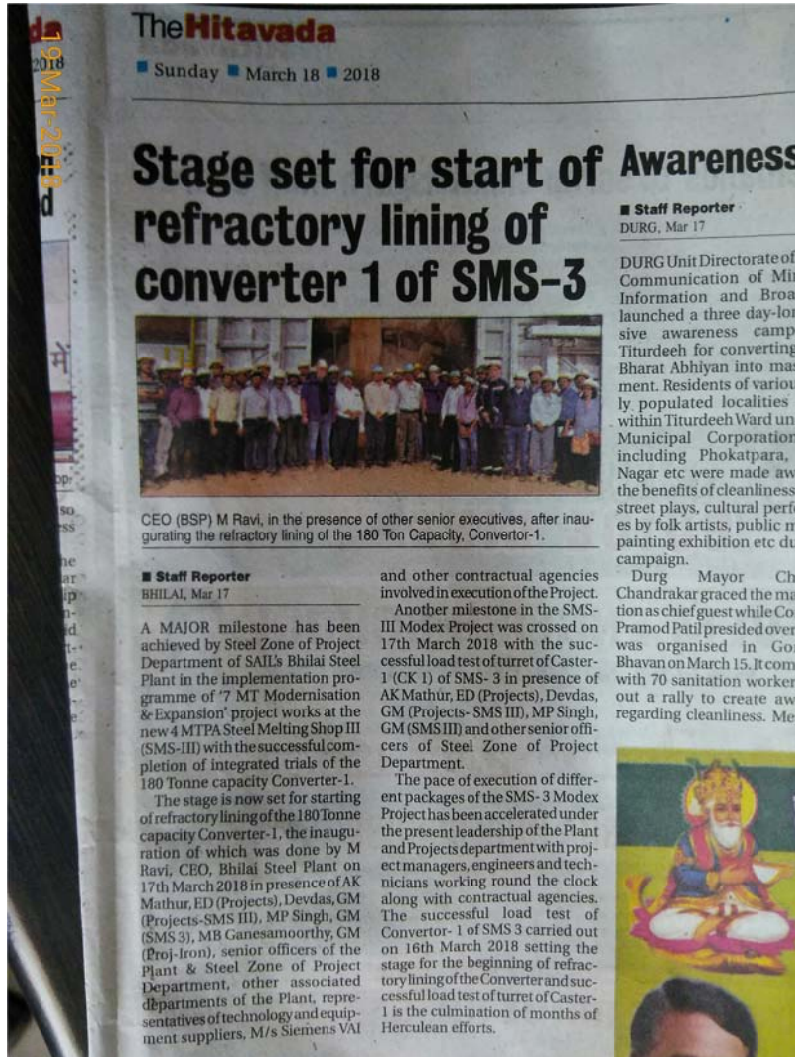 The Hitavada
Sunday ■ March 18 ■ 2018
19 Mar-2018
2018
Stage set for start of
refractory lining of
converter 1 of SMS-3
CEO (BSP) M Ravi, in the presence of other senior executives, after inau-
gurating the refractory lining of the 180 Ton Capacity, Convertor-1.
■ Staff Reporter
BHILAI, Mar 17
A MAJOR milestone has been
achieved by Steel Zone of Project
Department of SAIL's Bhilai Steel
Plant in the implementation pro-
gramme of '7 MT Modernisation
& Expansion' project works at the
new 4 MTPA Steel Melting Shop III
(SMS-III) with the successful com-
pletion of integrated trials of the
180 Tonne capacity Converter-1.
The stage is now set for starting
of refractory lining of the 180 Tonne
capacity Converter-1, the inaugu-
ration of which was done by M
Ravi, CEO, Bhilai Steel Plant on
17th March 2018 in presence of AK
Mathur, ED (Projects), Devdas, GM
(Projects-SMS III), MP Singh, GM
(SMS 3), MB Ganesamoorthy, GM
(Proj-Iron), senior officers of the
Plant & Steel Zone of Project
Department, other associated
departments of the Plant, repre-
sentatives of technology and equip-
ment suppliers, M/s Siemens VAI
and other contractual agencies
involved in execution of the Project.
Another milestone in the SMS-
III Modex Project was crossed on
17th March 2018 with the suc-
cessful load test of turret of Caster-
1 (CK 1) of SMS- 3 in presence of
AK Mathur, ED (Projects), Devdas,
GM (Projects- SMS III), MP Singh,
GM (SMS III) and other senior offi-
cers of Steel Zone of Project
Department.
The pace of execution of differ-
ent packages of the SMS- 3 Modex
Project has been accelerated under
the present leadership of the Plant
and Projects department with proj-
ect managers, engineers and tech-
nicians working round the clock
along with contractual agencies.
The successful load test of
Convertor- 1 of SMS 3 carried out
on 16th March 2018 setting the
stage for the beginning of refrac-
tory lining of the Converter and suc-
cessful load test of turret of Caster-
1 is the culmination of months of
Herculean efforts.
Awareness
■ Staff Reporter
DURG, Mar 17
DURG Unit Directorate of
Communication of Min
Information and Broa
launched a three day-lon
sive awareness camp
Titurdeeh for converting
Bharat Abhiyan into mas
ment. Residents of variou
ly populated localities
within Titurdeeh Ward un
Municipal Corporation
including Phokatpara,
Nagar etc were made aw
the benefits of cleanliness
street plays, cultural perfo
es by folk artists, public m
painting exhibition etc du
campaign.
Durg Mayor Ch
Chandrakar graced the ma
tion as chief guest while Co
Pramod Patil presided over
was organised in Gon
Bhavan on March 15. It com
with 70 sanitation worker
out a rally to create aw
regarding cleanliness. Me